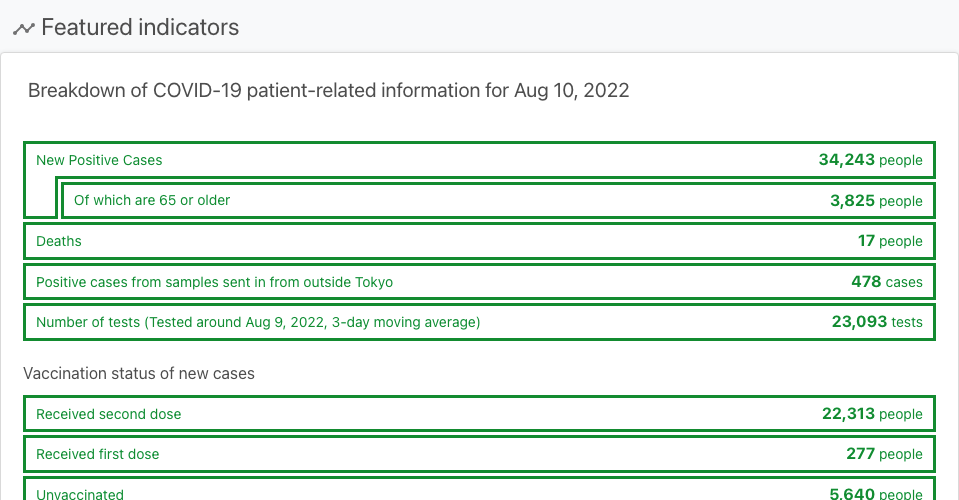 Featured indicators
Breakdown of COVID-19 patient-related information for Aug 10, 2022
New Positive Cases 34,243 people
Of which are 65 or older 3,825 people
Deaths 17 people
Positive cases from samples sent in from outside Tokyo 478 cases
Number of tests (Tested around Aug 9, 2022, 3-day moving average) 23,093 tests
Vaccination status of new cases
Received second dose 22,313 people
Received first dose 277 people
Unvaccinated 5,640 people